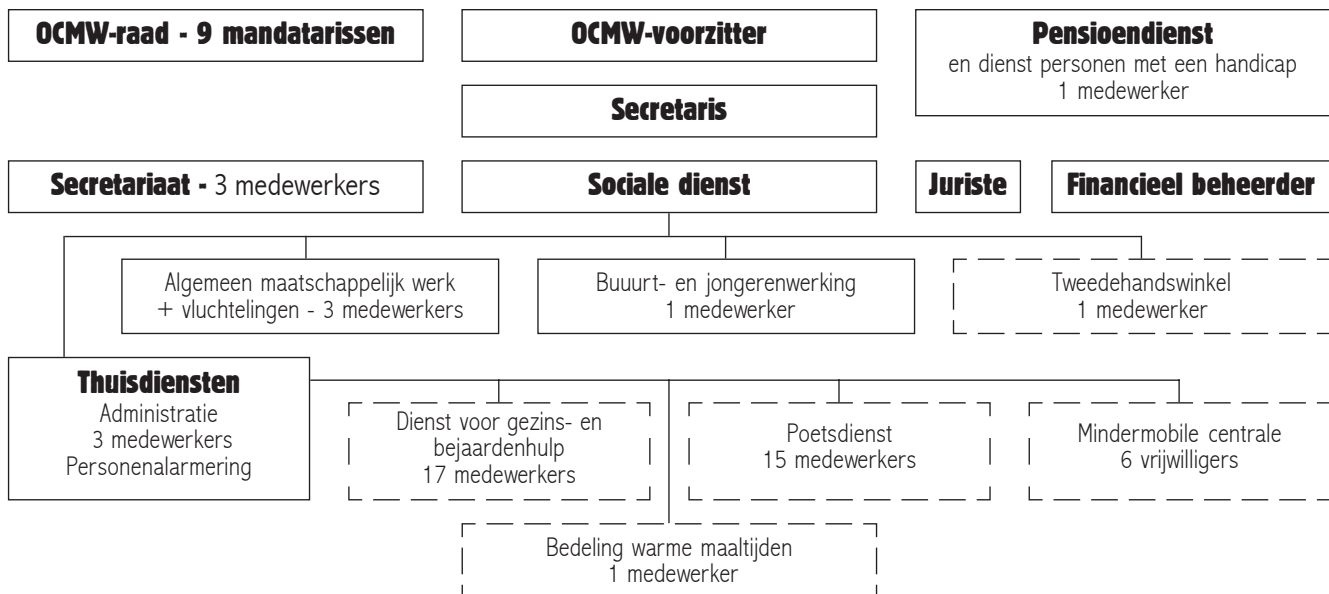 OCMW-raad - 9 mandatarissen
OCMW-voorzitter
Pensioendienst
en dienst personen met een handicap
1 medewerker
Secretaris
Secretariaat - 3 medewerkers
Sociale dienst
Juriste
Financieel beheerder
Algemeen maatschappelijk werk
+ vluchtelingen - 3 medewerkers
Buuurt- en jongerenwerking
1 medewerker
Tweedehandswinkel
1 medewerker
Thuisdiensten
Administratie
3 medewerkers
Personenalarmering
Dienst voor gezins- en
bejaardenhulp
17 medewerkers
Poetsdienst
15 medewerkers
Mindermobile centrale
6 vrijwilligers
Bedeling warme maaltijden
1 medewerker